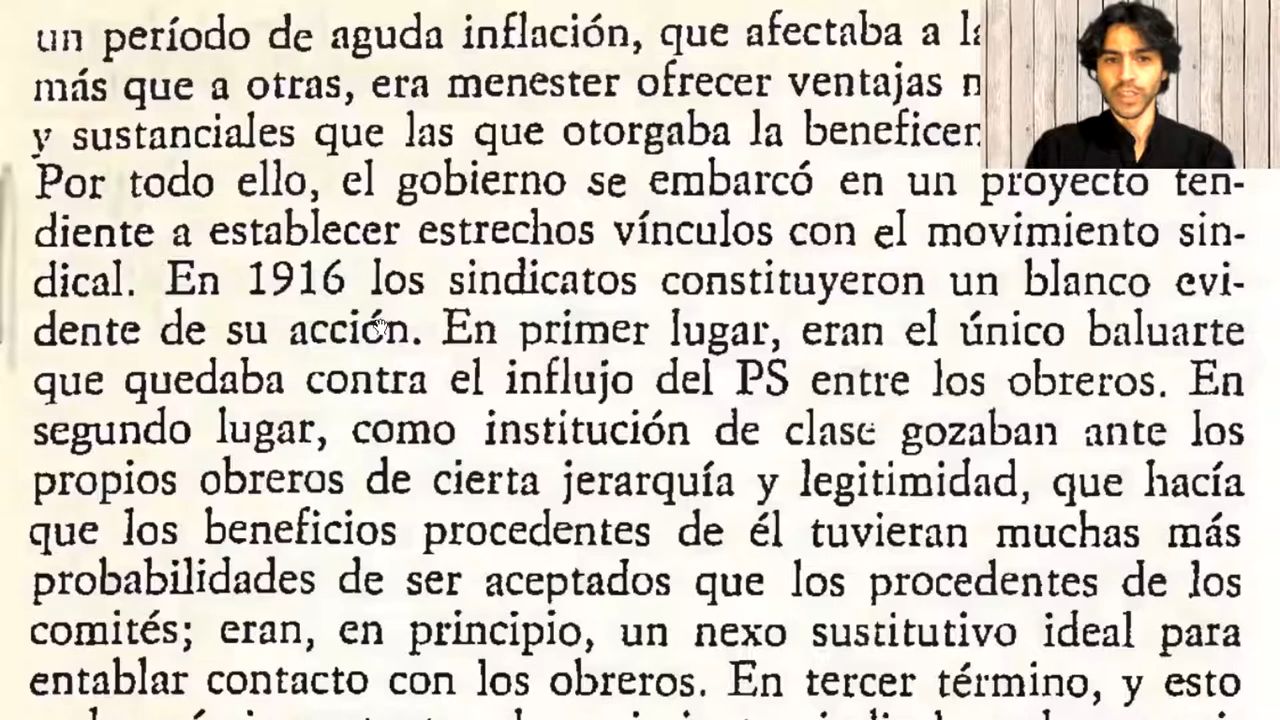 un período de aguda inflación, que afectaba a
más que a otras, era menester ofrecer ventajas
y sustanciales que las que otorgaba la
Por todo ello, el gobierno se embarcó en un proyecto ten-
diente a establecer estrechos vínculos con el movimiento sin-
dical. En 1916 los sindicatos constituyeron un blanco evi-
dente de su acción. En primer lugar, eran el único baluarte
que quedaba contra el influjo del PS entre los obreros. En
segundo lugar, como institución de clase gozaban ante los
propios obreros de cierta jerarquía y legitimidad, que hacía
que los beneficios procedentes de él tuvieran muchas más
probabilidades de ser aceptados que los procedentes de los
comités; eran, en principio, un nexo sustitutivo ideal para
entablar contacto con los obreros. En tercer término, y esto